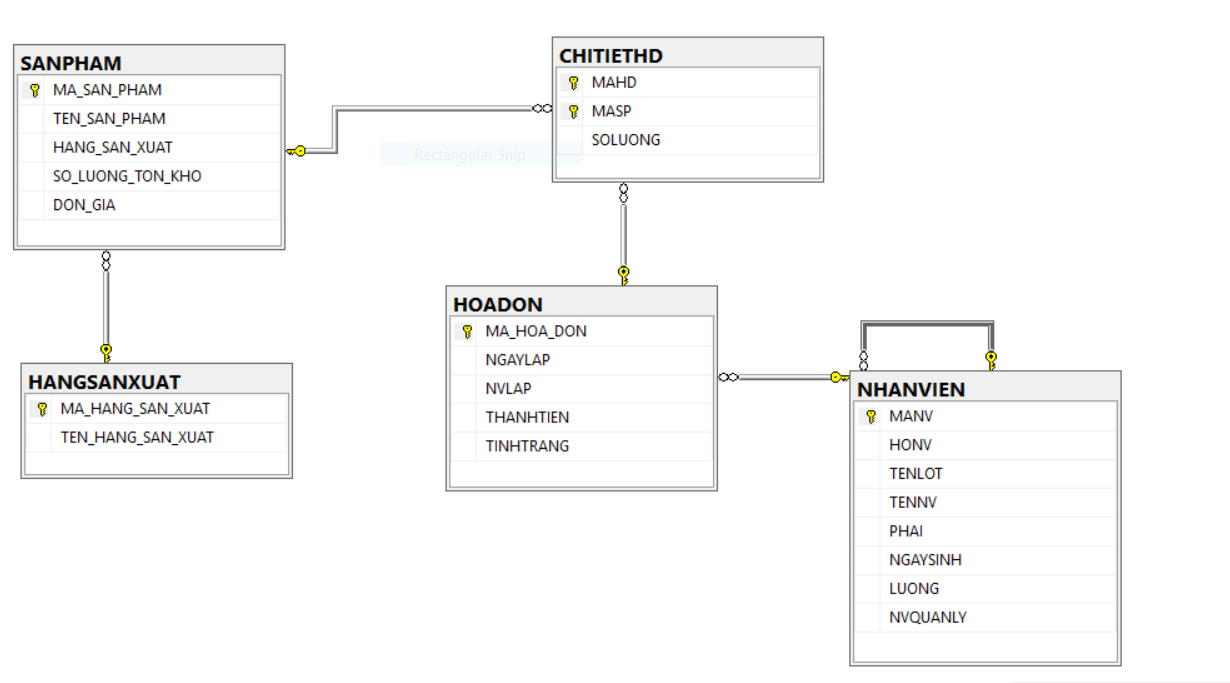 SANPHAM
MA_SAN_PHAM
TEN_SAN_PHAM
HANG_SAN_XUAT
SO_LUONG_TON_KHO
DON_GIA
CHITIETHD
MAHD
MASP
SOLUONG
Rectangular Snip
HANGSANXUAT
MA_HANG_SAN_XUAT
TEN_HANG_SAN_XUAT
HOADON
MA_HOA_DON
NGAYLAP
NVLAP
THANHTIEN
TINHTRANG
NHANVIEN
MANV
HONV
TENLOT
TENNV
PHAI
NGAYSINH
LUONG
NVQUANLY